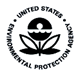 UNITED STATES
ENVIRONMENTAL PROTECTION AGENCY